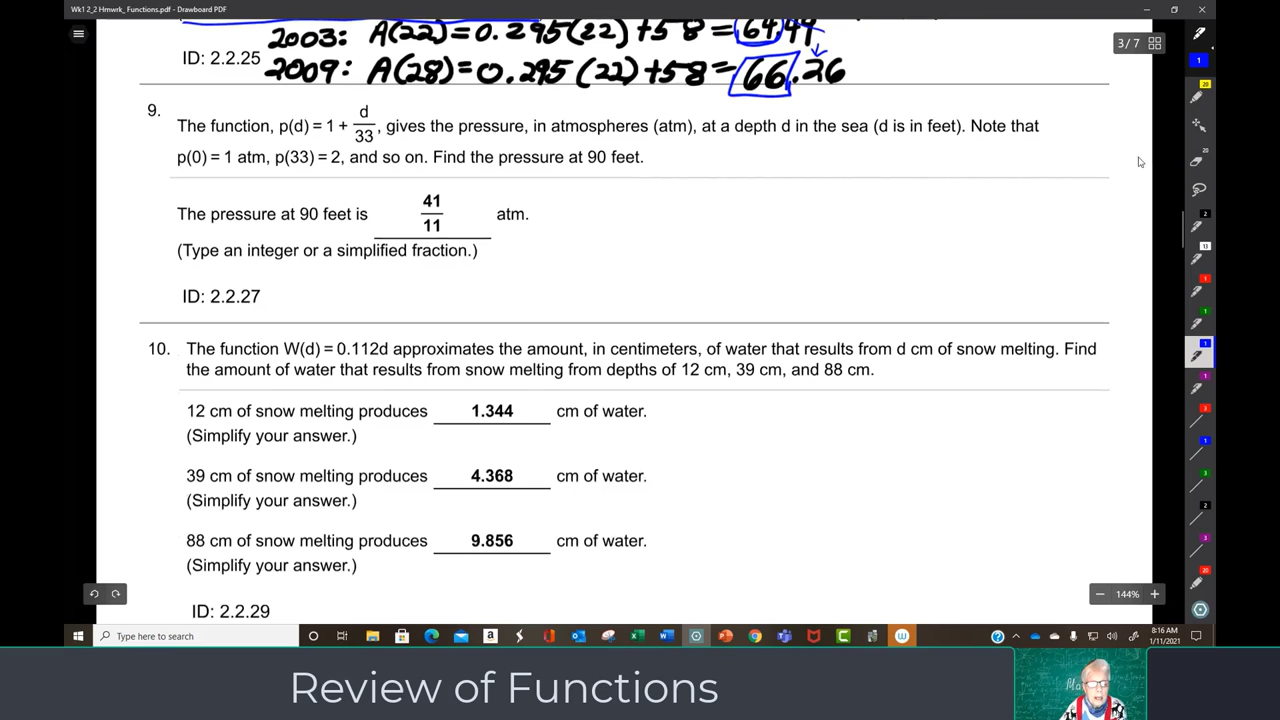 Wk1 2_2 Hmwrk_ Functions.pdf - Drawboard PDF
2003: A(22)=0.295(22)+58=64.49
ID: 2.2.25
2009: A(28)=0.295(22)+58=66.26
3/7
9.
The function, p(d) = 1 + d/33, gives the pressure, in atmospheres (atm), at a depth d in the sea (d is in feet). Note that
p(0) = 1 atm, p(33) = 2, and so on. Find the pressure at 90 feet.
The pressure at 90 feet is 41/11 atm.
(Type an integer or a simplified fraction.)
ID: 2.2.27
10. The function W(d) = 0.112d approximates the amount, in centimeters, of water that results from d cm of snow melting. Find
the amount of water that results from snow melting from depths of 12 cm, 39 cm, and 88 cm.
12 cm of snow melting produces 1.344 cm of water.
(Simplify your answer.)
39 cm of snow melting produces 4.368 cm of water.
(Simplify your answer.)
88 cm of snow melting produces 9.856 cm of water.
(Simplify your answer.)
ID: 2.2.29
144%
Type here to search
8:16 AM
1/11/2021
Review of Functions